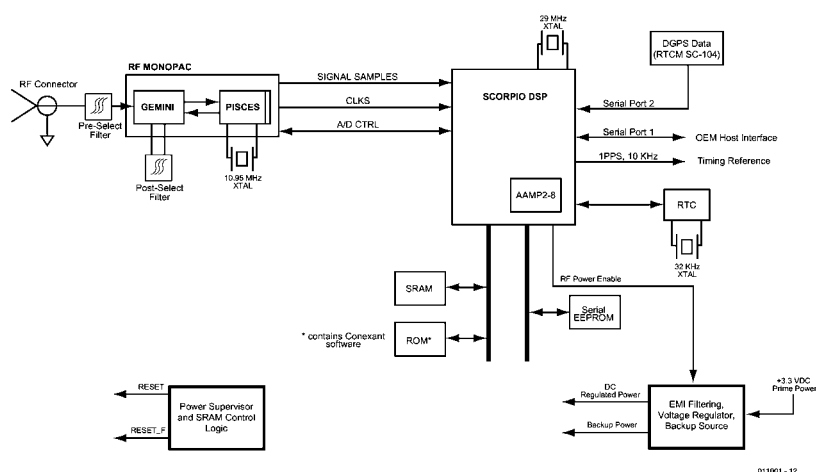 29 MHz
XTAL
DGPS Data
(RTCM SC-104)
RF Connector
RF MONOPAC
SIGNAL SAMPLES
SCORPIO DSP
GEMINI
PISCES
CLKS
Serial Port 2
Pre-Select
Filter
A/D CTRL
Serial Port 1
OEM Host Interface
1PPS, 10 KHz
Timing Reference
Post-Select
Filter
10.95 MHz
XTAL
AAMP2-8
RTC
32 KHz
XTAL
RF Power Enable
SRAM
Serial
EEPROM
* contains Conexant
software
ROM*
RESET
Power Supervisor
and SRAM Control
Logic
RESET_F
DC
Regulated Power
EMI Filtering,
Voltage Regulator,
Backup Source
+3.3 VDC
Prime Power
Backup Power
011001 - 12